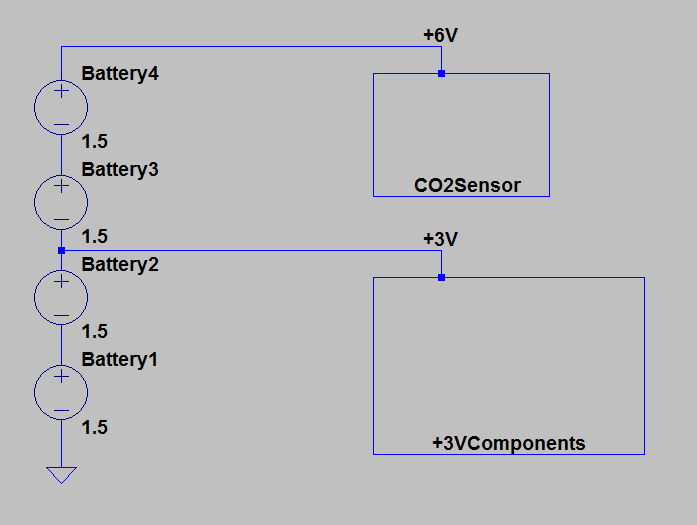 +6V
Battery4
1.5
Battery3
CO2Sensor
1.5
+3V
Battery2
1.5
Battery1
1.5
+3VComponents